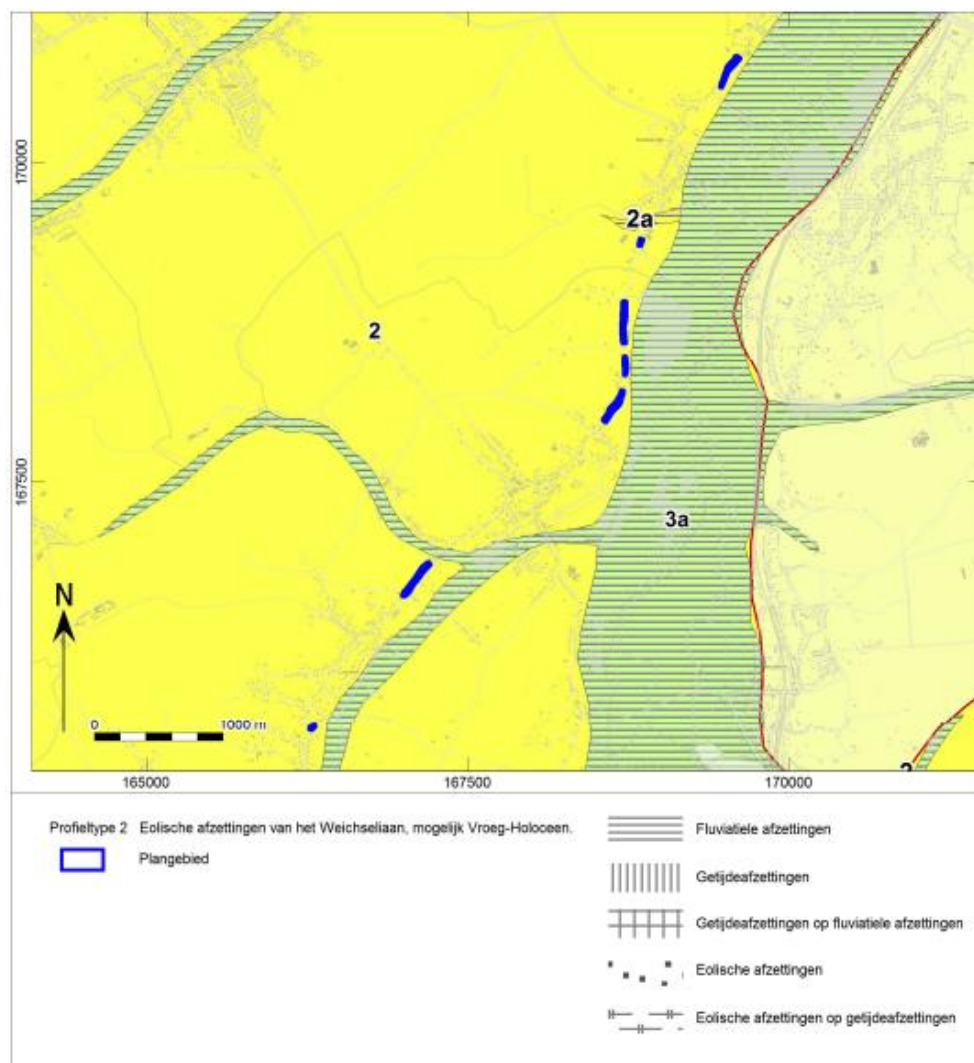 170000
2a
2
167500
3a
N
0 1000 m
2
165000 167500 170000
Profieltype 2 Eolische afzettingen van het Weichseliaan, mogelijk Vroeg-Holoceen.
Plangebied
Fluviatiele afzettingen
Getijdeafzettingen
Getijdeafzettingen op fluviatiele afzettingen
Eolische afzettingen
Eolische afzettingen op getijdeafzettingen